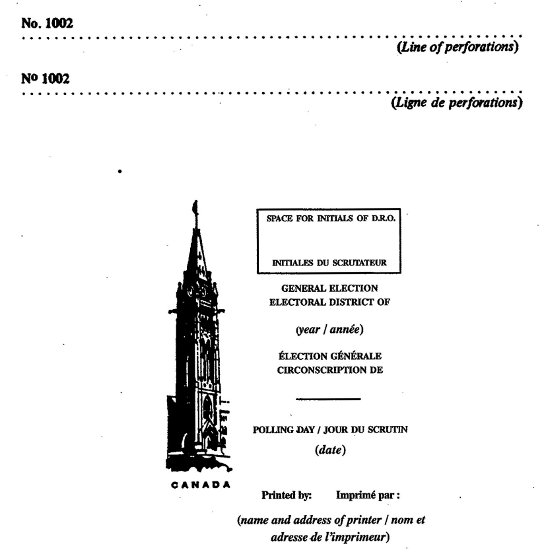 No. 1002
(Line of perforations)
No 1002
(Ligne de perforations)
SPACE FOR INITIALS OF D.R.O.
INITIALES DU SCRUTATEUR
GENERAL ELECTION
ELECTORAL DISTRICT OF
(year / année)
ÉLECTION GÉNÉRALE
CIRCONSCRIPTION DE
POLLING DAY / JOUR DU SCRUTIN
(date)
CANADA
Printed by: Imprimé par :
(name and address of printer / nom et
adresse de l'imprimeur)